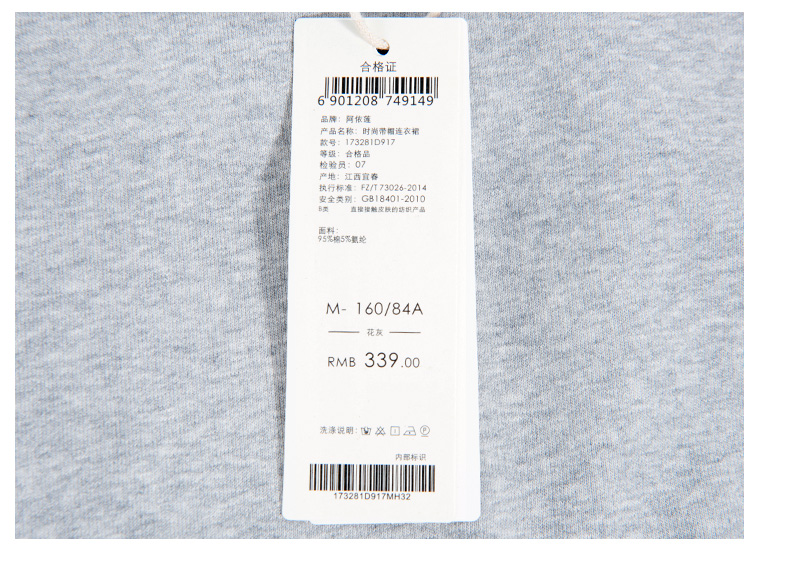 合格证
6 901208 749149
品牌：阿依莲
产品名称：时尚带帽连衣裙
款号：173281D917
等级：合格品
检验员：07
产地：江西宜春
执行标准：FZ/T 73026-2014
安全类别：GB18401-2010
B类 直接接触皮肤的纺织产品
面料：
95%棉5%氨纶
M- 160/84A
花灰
RMB 339.00
洗涤说明：
内部标识
173281D917MH32